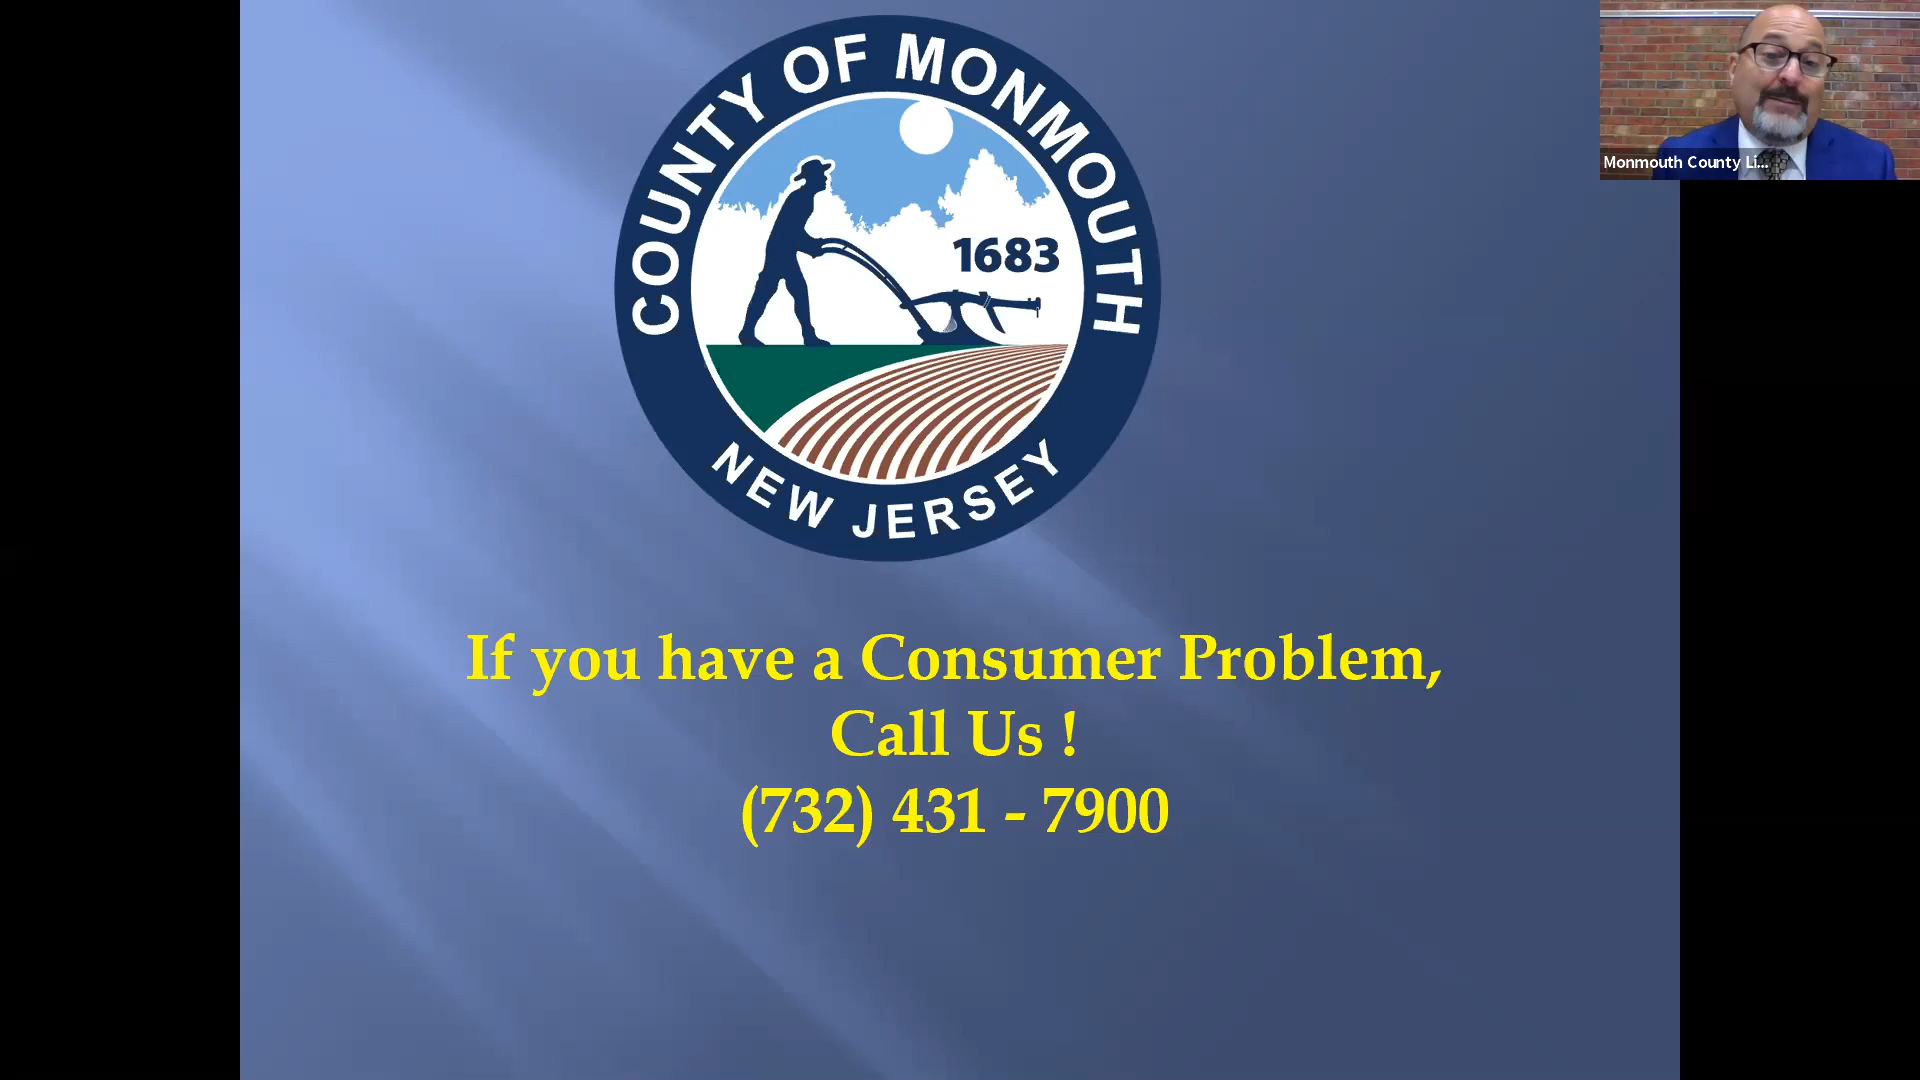 COUNTY OF MONMOUTH
1683
NEW JERSEY
Monmouth County Li...
If you have a Consumer Problem,
Call Us !
(732) 431 - 7900